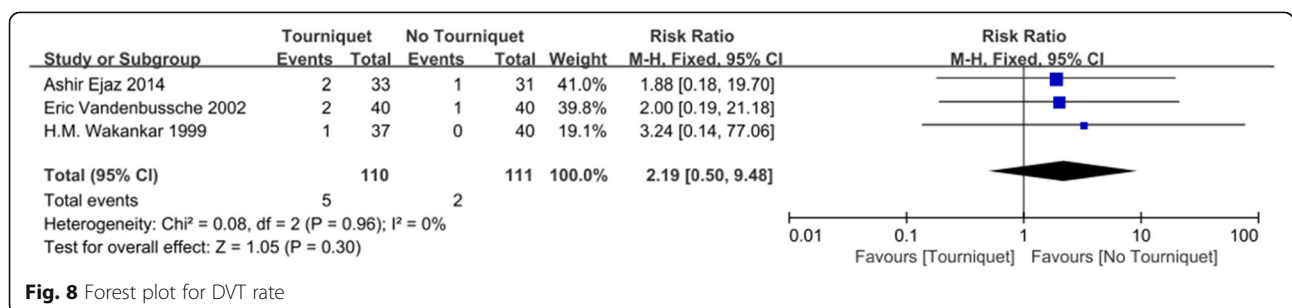 Tourniquet No Tourniquet Risk Ratio Risk Ratio
Study or Subgroup Events Total Events Total Weight M-H, Fixed, 95% CI M-H, Fixed, 95% CI
Ashir Ejaz 2014 2 33 1 31 41.0% 1.88 [0.18, 19.70]
Eric Vandenbussche 2002 2 40 1 40 39.8% 2.00 [0.19, 21.18]
H.M. Wakankar 1999 1 37 0 40 19.1% 3.24 [0.14, 77.06]
Total (95% CI) 110 111 100.0% 2.19 [0.50, 9.48]
Total events 5 2
Heterogeneity: Chi² = 0.08, df = 2 (P = 0.96); I² = 0%
Test for overall effect: Z = 1.05 (P = 0.30)
0.01 0.1 1 10 100
Favours [Tourniquet] Favours [No Tourniquet]
Fig. 8 Forest plot for DVT rate